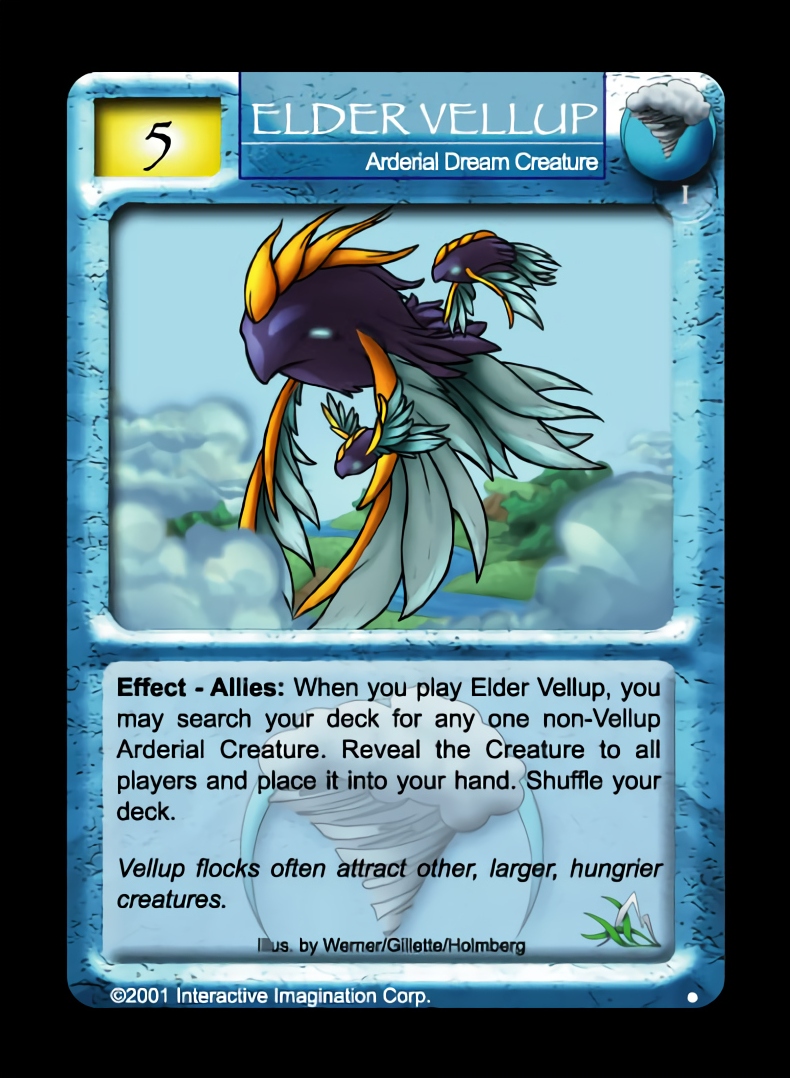 5
ELDER VELLUP
Arderial Dream Creature
I
Effect - Allies: When you play Elder Vellup, you
may search your deck for any one non-Vellup
Arderial Creature. Reveal the Creature to all
players and place it into your hand. Shuffle your
deck.
Vellup flocks often attract other, larger, hungrier
creatures.
Illus. by Werner/Gillette/Holmberg
©2001 Interactive Imagination Corp.